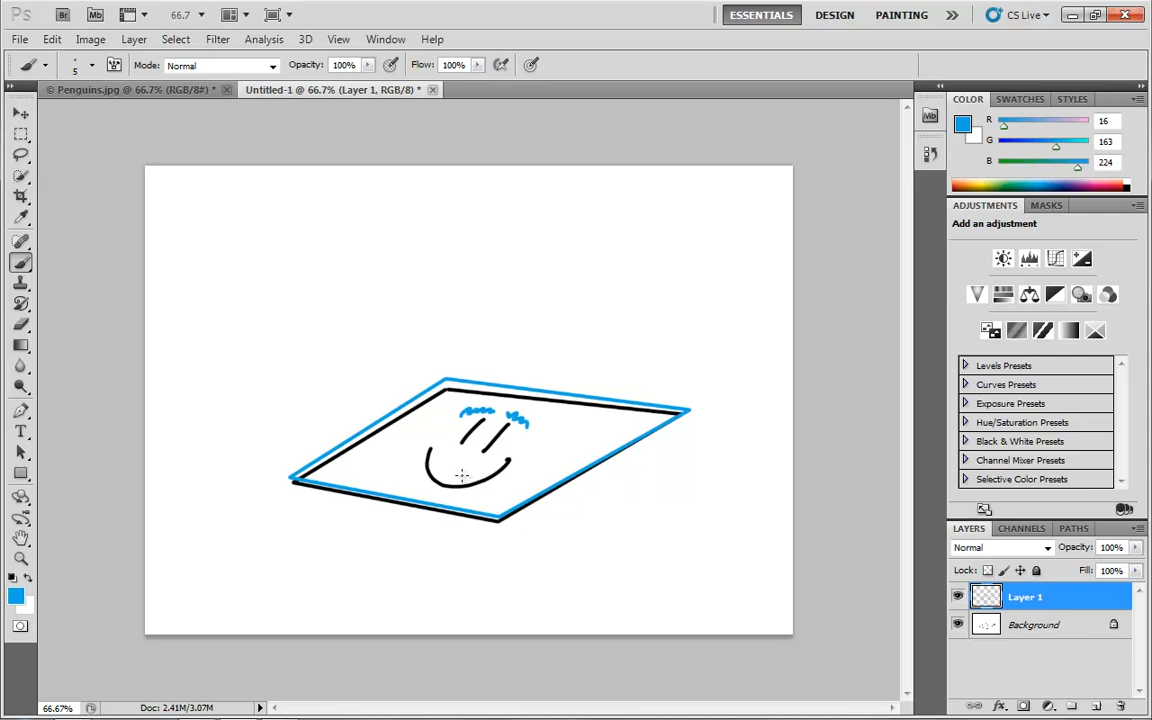 Ps Br Mb 66.7 ESSENTIALS DESIGN PAINTING CS Live
File Edit Image Layer Select Filter Analysis 3D View Window Help
5 Mode: Normal Opacity: 100% Flow: 100%
© Penguins.jpg @ 66.7% (RGB/8#) * Untitled-1 @ 66.7% (Layer 1, RGB/8) *
COLOR SWATCHES STYLES
Mb
R 16
G 163
B 224
ADJUSTMENTS MASKS
Add an adjustment
Levels Presets
Curves Presets
Exposure Presets
Hue/Saturation Presets
Black & White Presets
Channel Mixer Presets
Selective Color Presets
LAYERS CHANNELS PATHS
Normal Opacity: 100%
Lock: Fill: 100%
Layer 1
Background
T
66.67% Doc: 2.41M/3.07M
fx